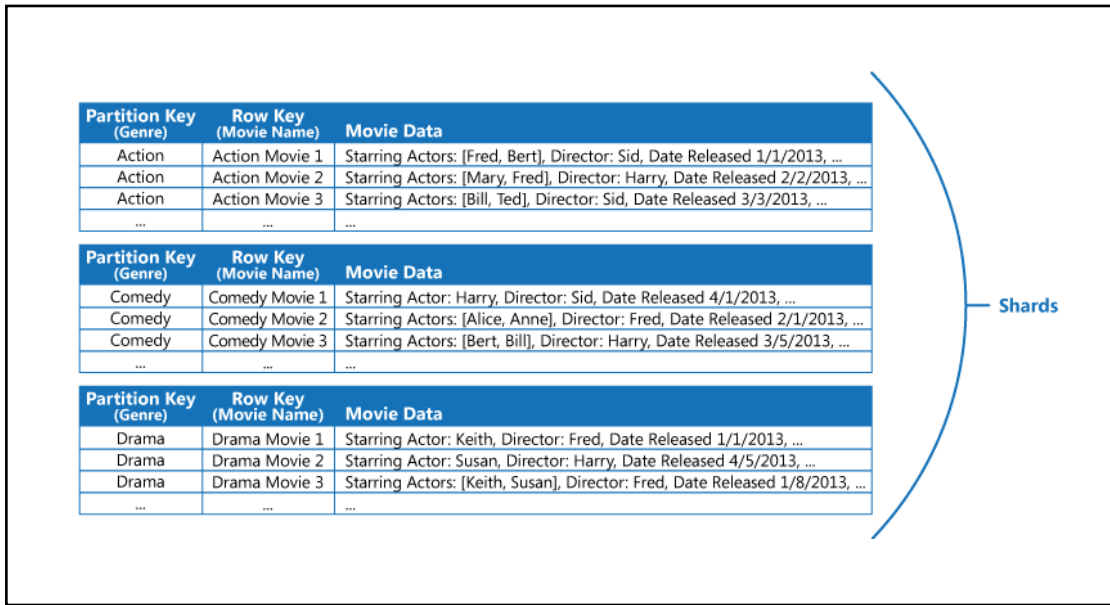 Partition Key (Genre) Row Key (Movie Name) Movie Data
Action Action Movie 1 Starring Actors: [Fred, Bert], Director: Sid, Date Released 1/1/2013, ...
Action Action Movie 2 Starring Actors: [Mary, Fred], Director: Harry, Date Released 2/2/2013, ...
Action Action Movie 3 Starring Actors: [Bill, Ted], Director: Sid, Date Released 3/3/2013, ...
... ... ...
Partition Key (Genre) Row Key (Movie Name) Movie Data
Comedy Comedy Movie 1 Starring Actor: Harry, Director: Sid, Date Released 4/1/2013, ...
Comedy Comedy Movie 2 Starring Actors: [Alice, Anne], Director: Fred, Date Released 2/1/2013, ...
Comedy Comedy Movie 3 Starring Actors: [Bert, Bill], Director: Harry, Date Released 3/5/2013, ...
... ... ...
Partition Key (Genre) Row Key (Movie Name) Movie Data
Drama Drama Movie 1 Starring Actor: Keith, Director: Fred, Date Released 1/1/2013, ...
Drama Drama Movie 2 Starring Actor: Susan, Director: Harry, Date Released 4/5/2013, ...
Drama Drama Movie 3 Starring Actors: [Keith, Susan], Director: Fred, Date Released 1/8/2013, ...
... ... ...
Shards